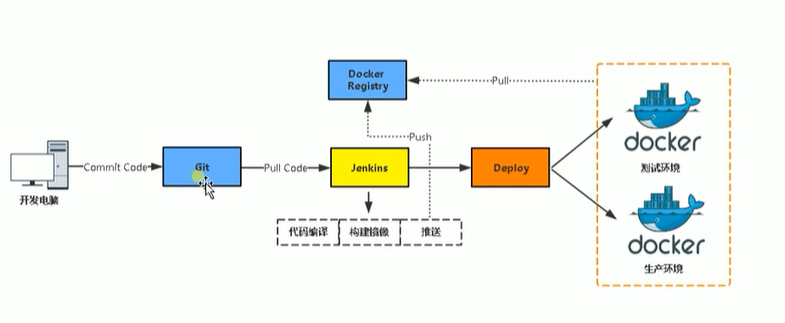 Docker
Registry
Pull
Push
docker
测试环境
Commit Code
Git
Pull Code
Jenkins
Deploy
开发电脑
代码编译
构建镜像
推送
docker
生产环境